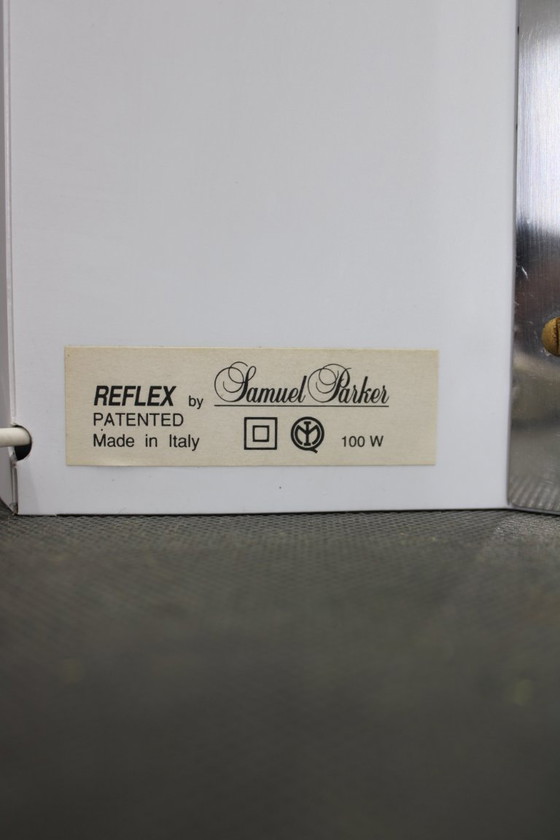 REFLEX by Samuel Parker
PATENTED
Made in Italy
100 W